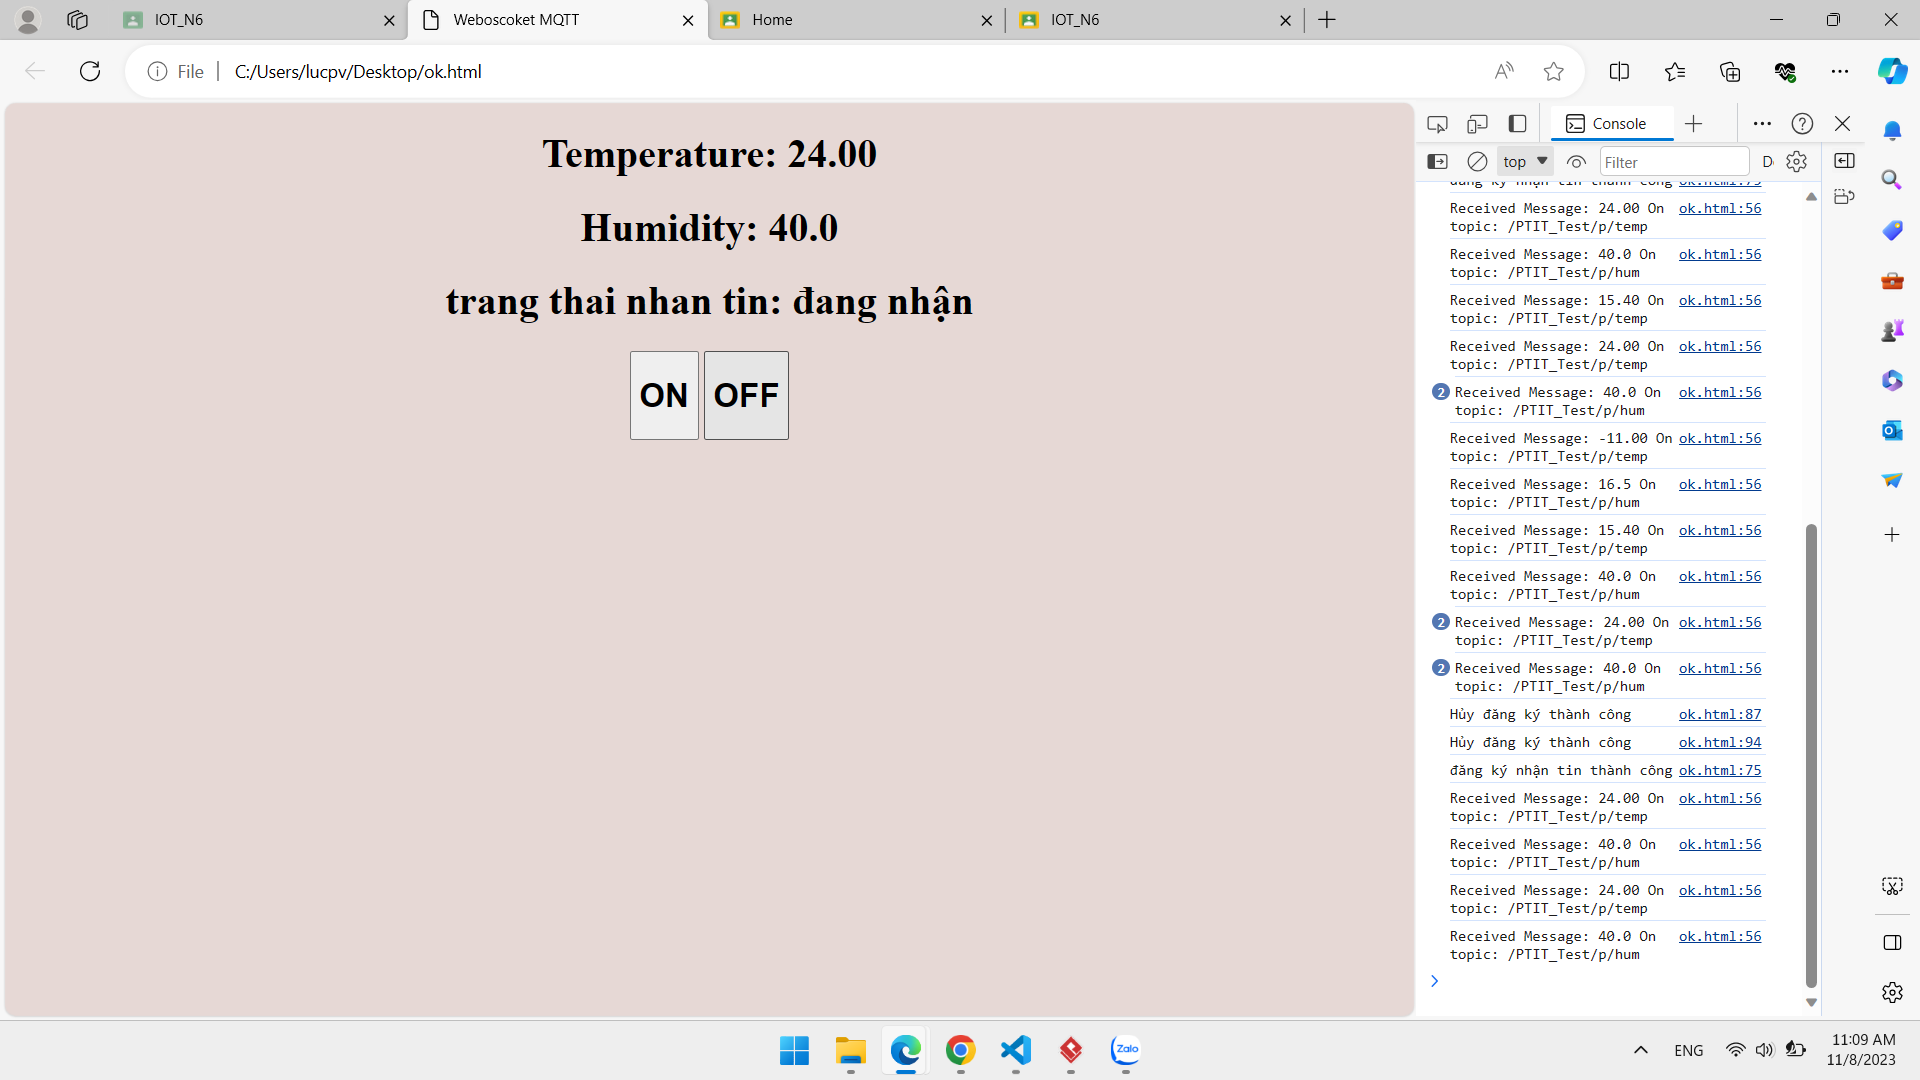 IOT_N6
Weboscoket MQTT
Home
IOT_N6
File
C:/Users/lucpv/Desktop/ok.html
Temperature: 24.00
Humidity: 40.0
trang thai nhan tin: đang nhận
ON OFF
Console
top
Filter
D
đăng ký nhận tin thành công ok.html:75
Received Message: 24.00 On ok.html:56
topic: /PTIT_Test/p/temp
Received Message: 40.0 On ok.html:56
topic: /PTIT_Test/p/hum
Received Message: 15.40 On ok.html:56
topic: /PTIT_Test/p/temp
Received Message: 24.00 On ok.html:56
topic: /PTIT_Test/p/temp
2 Received Message: 40.0 On ok.html:56
topic: /PTIT_Test/p/hum
Received Message: -11.00 On ok.html:56
topic: /PTIT_Test/p/temp
Received Message: 16.5 On ok.html:56
topic: /PTIT_Test/p/hum
Received Message: 15.40 On ok.html:56
topic: /PTIT_Test/p/temp
Received Message: 40.0 On ok.html:56
topic: /PTIT_Test/p/hum
2 Received Message: 24.00 On ok.html:56
topic: /PTIT_Test/p/temp
2 Received Message: 40.0 On ok.html:56
topic: /PTIT_Test/p/hum
Hủy đăng ký thành công ok.html:87
Hủy đăng ký thành công ok.html:94
đăng ký nhận tin thành công ok.html:75
Received Message: 24.00 On ok.html:56
topic: /PTIT_Test/p/temp
Received Message: 40.0 On ok.html:56
topic: /PTIT_Test/p/hum
Received Message: 24.00 On ok.html:56
topic: /PTIT_Test/p/temp
Received Message: 40.0 On ok.html:56
topic: /PTIT_Test/p/hum
Zalo
ENG
11:09 AM
11/8/2023